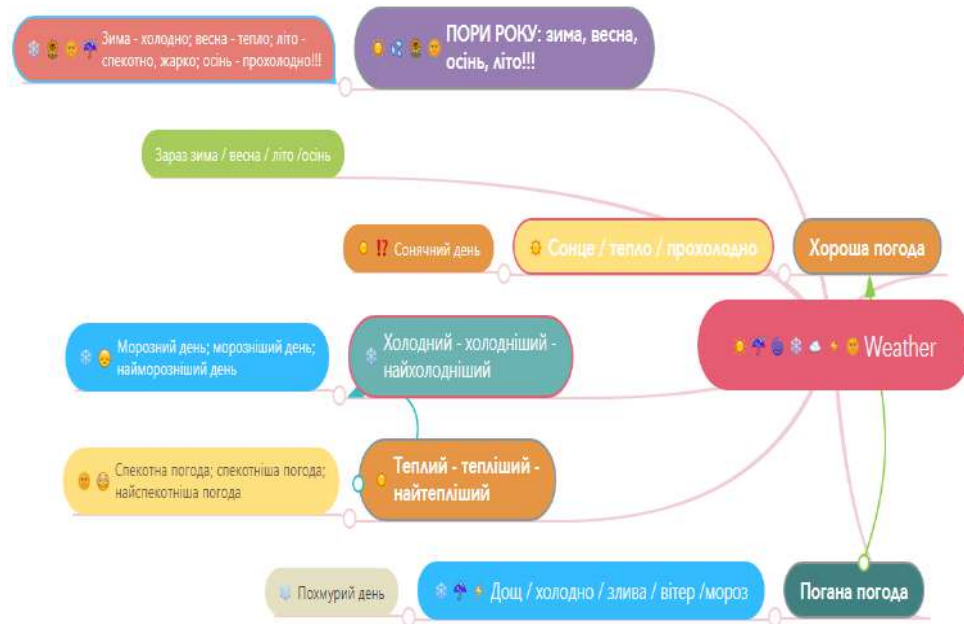 Зима - холодно; весна - тепло; літо -
спекотно, жарко; осінь - прохолодно!!!
ПОРИ РОКУ: зима, весна,
осінь, літо!!!
Зараз зима / весна / літо /осінь
Сонячний день
Сонце / тепло / прохолодно
Хороша погода
Морозний день; морозніший день;
найморозніший день
Холодний - холодніший -
найхолодніший
Weather
Спекотна погода; спекотніша погода;
найспекотніша погода
Теплий - тепліший -
найтепліший
Похмурий день
Дощ / холодно / злива / вітер /мороз
Погана погода